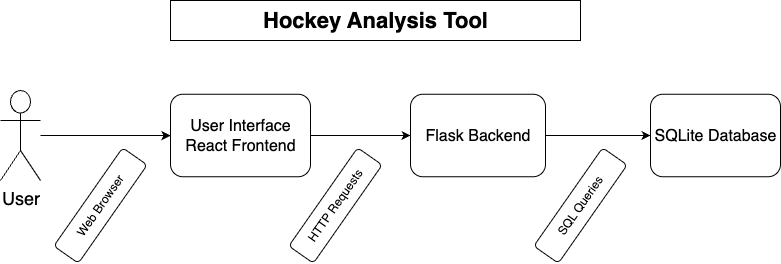 Hockey Analysis Tool
User
Web Browser
User Interface
React Frontend
HTTP Requests
Flask Backend
SQL Queries
SQLite Database